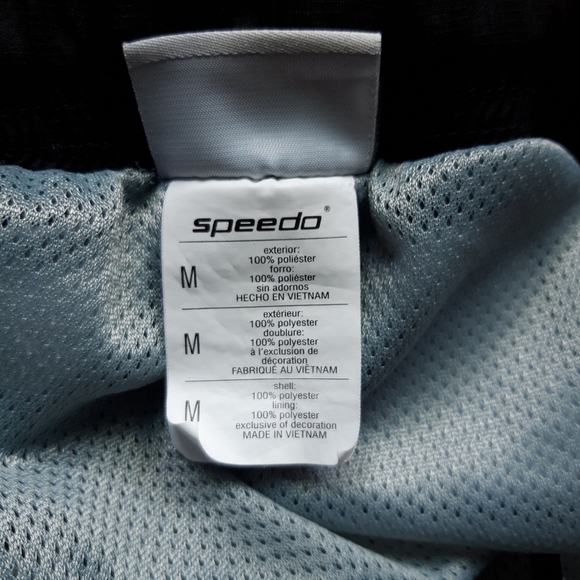 speedo®
M
exterior:
100% poliéster
forro:
100% poliéster
sin adornos
HECHO EN VIETNAM
M
extérieur:
100% polyester
doublure:
100% polyester
à l'exclusion de
décoration
FABRIQUÉ AU VIÊTNAM
M
shell:
100% polyester
lining:
100% polyester
exclusive of decoration
MADE IN VIETNAM